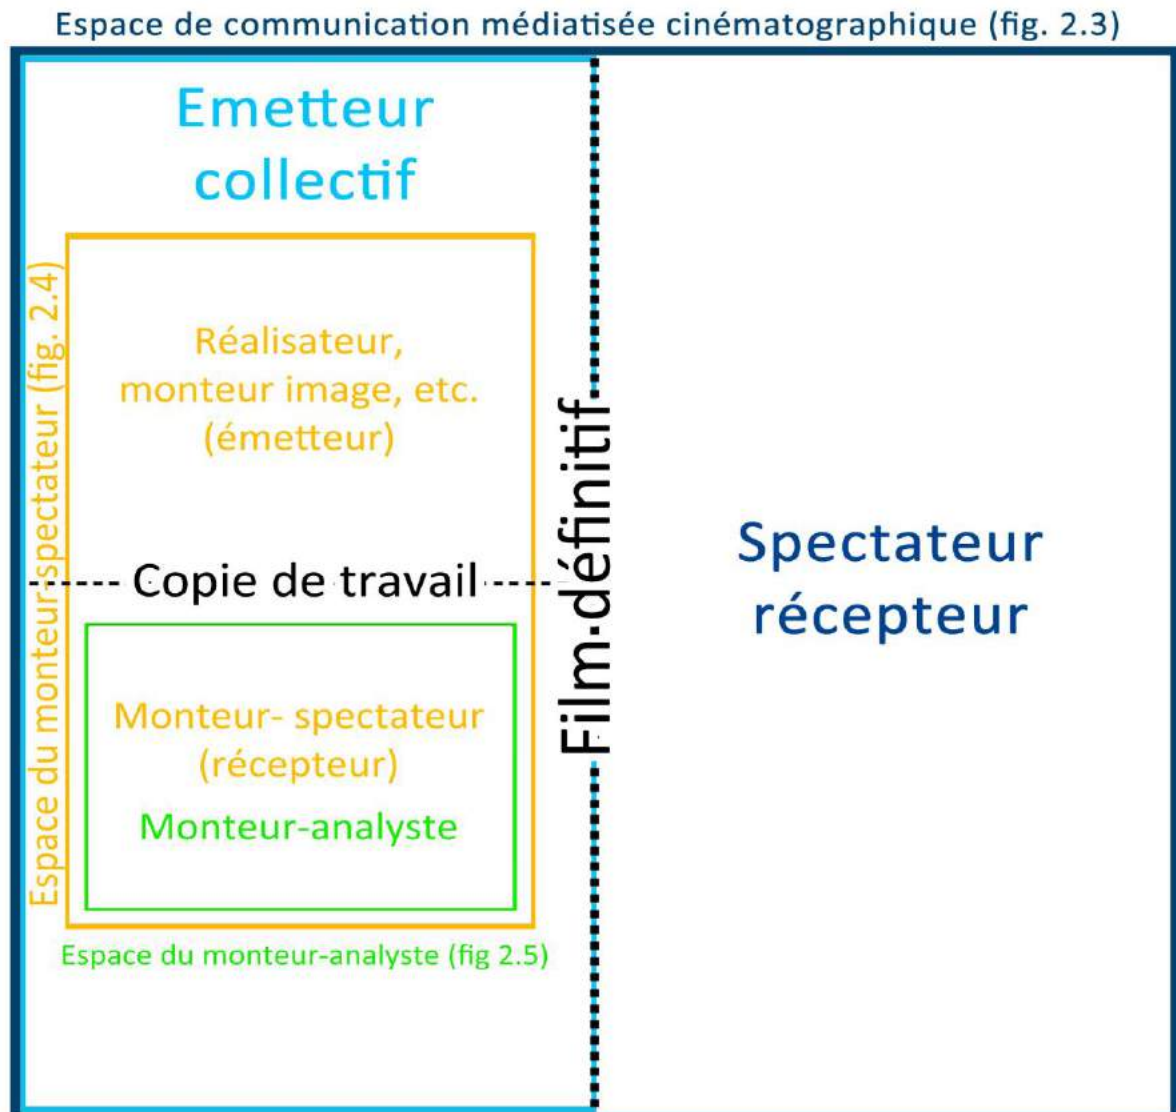 Espace de communication médiatisée cinématographique (fig. 2.3)
Emetteur
collectif
Espace du monteur-spectateur (fig. 2.4)
Réalisateur,
monteur image, etc.
(émetteur)
Copie de travail
Film définitif
Monteur- spectateur
(récepteur)
Monteur-analyste
Espace du monteur-analyste (fig 2.5)
Spectateur
récepteur